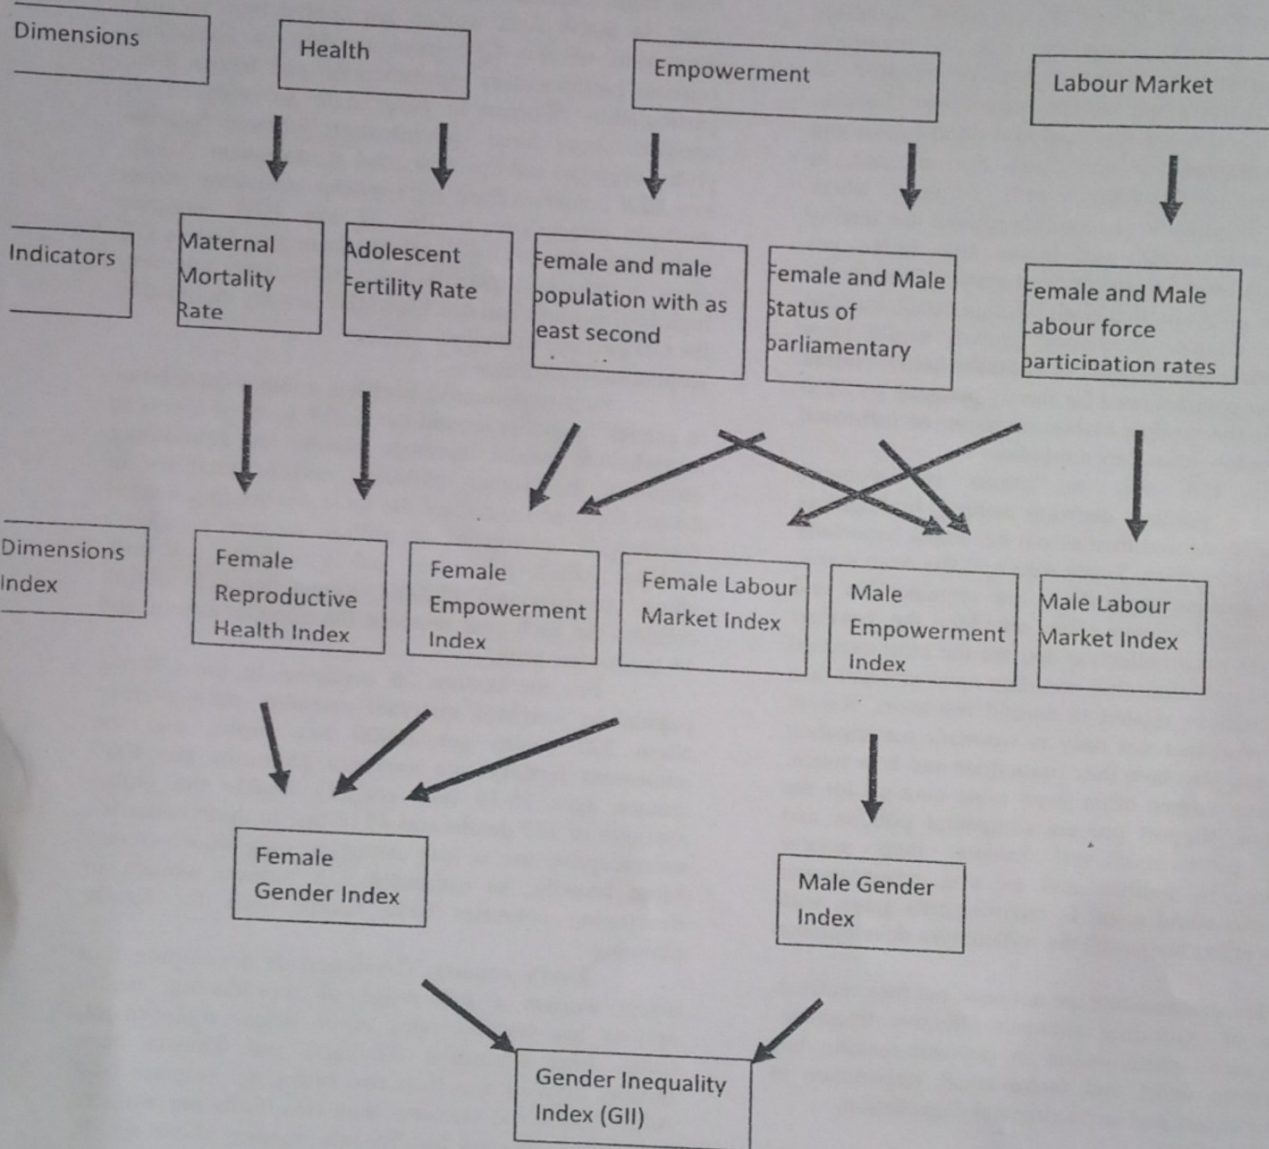 Dimensions
Health
Empowerment
Labour Market
Indicators
Maternal
Mortality
Rate
Adolescent
Fertility Rate
Female and male
population with as
east second
Female and Male
Status of
parliamentary
Female and Male
Labour force
participation rates
Dimensions
Index
Female
Reproductive
Health Index
Female
Empowerment
Index
Female Labour
Market Index
Male
Empowerment
Index
Male Labour
Market Index
Female
Gender Index
Male Gender
Index
Gender Inequality
Index (GII)